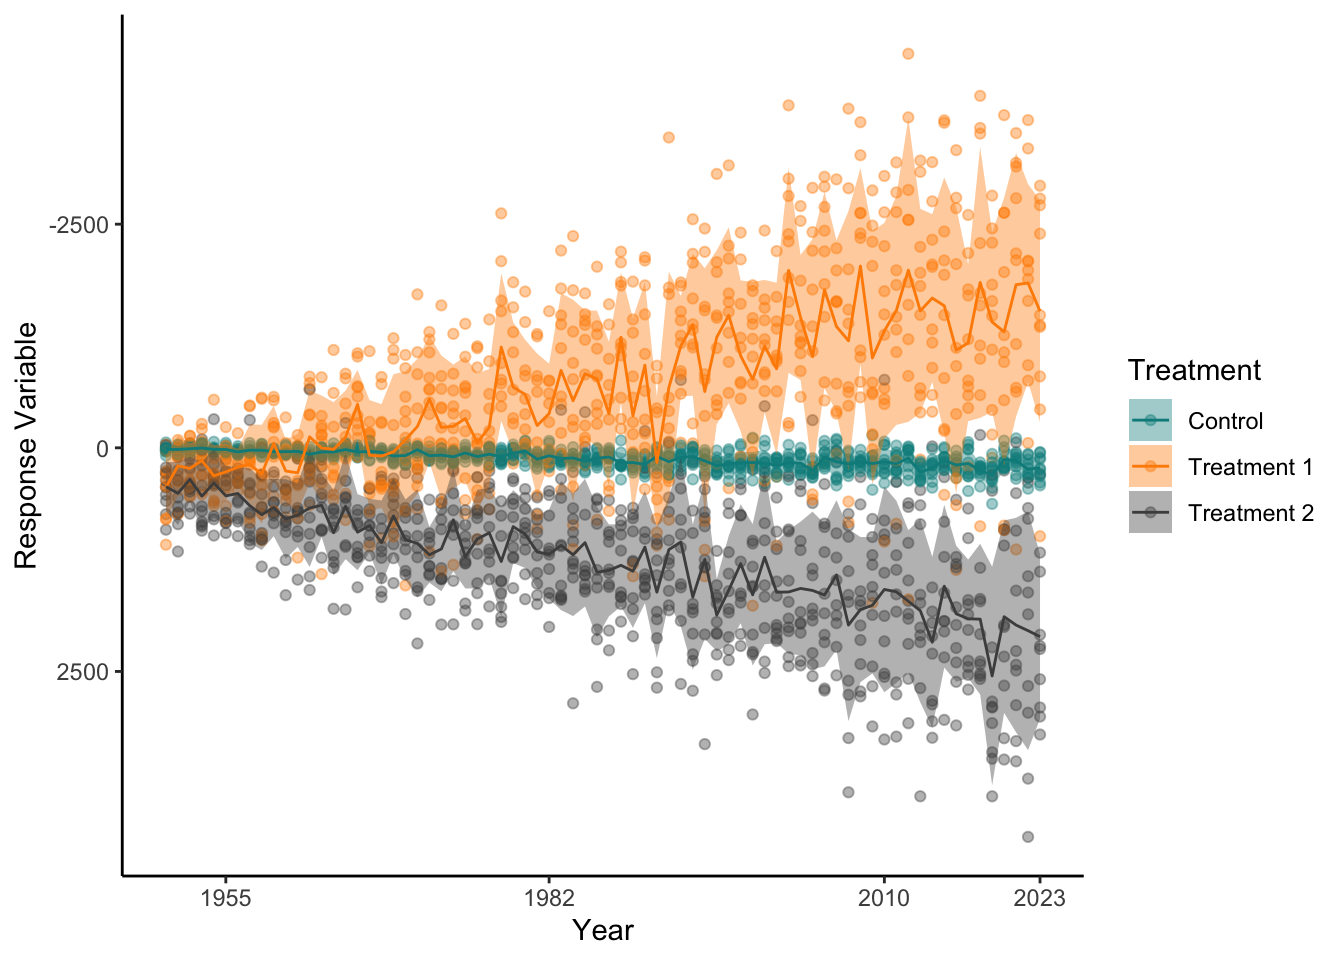 Response Variable
-2500
0
2500
1955
1982
2010
2023
Year
Treatment
Control
Treatment 1
Treatment 2